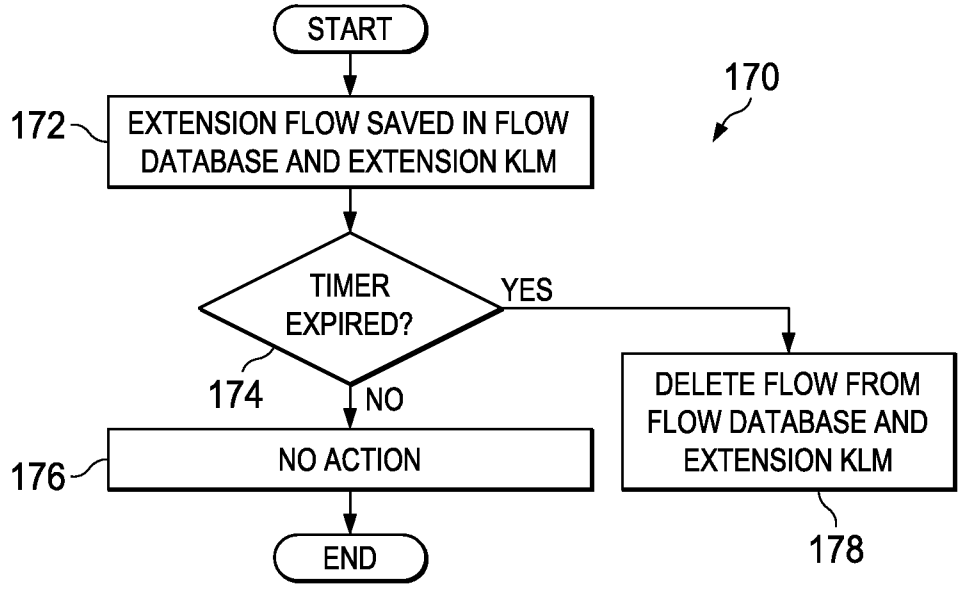 START
170
172
EXTENSION FLOW SAVED IN FLOW
DATABASE AND EXTENSION KLM
TIMER
EXPIRED?
YES
174
NO
DELETE FLOW FROM
FLOW DATABASE AND
EXTENSION KLM
176
NO ACTION
178
END